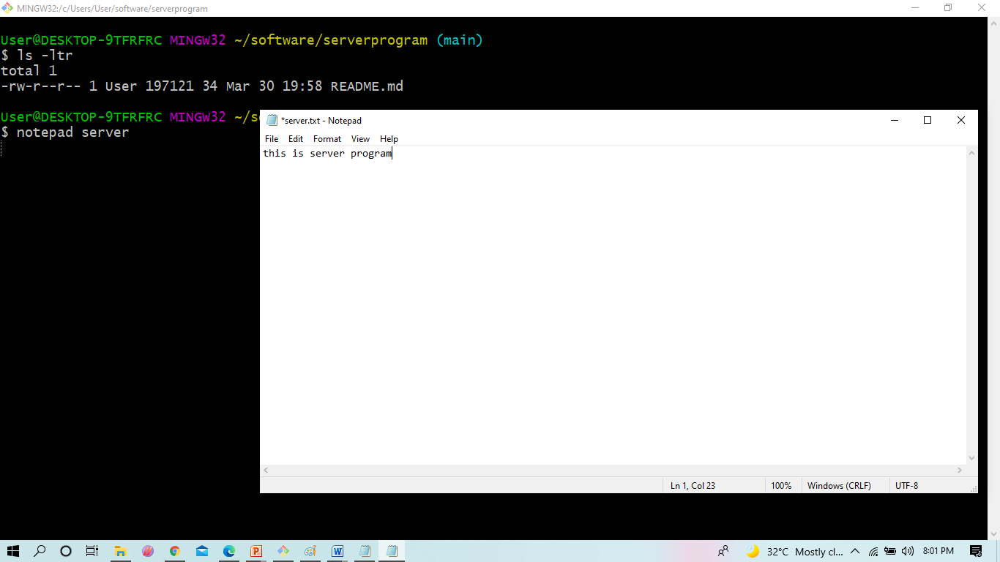 MINGW32:/c/Users/User/software/serverprogram
User@DESKTOP-9TFRFRC MINGW32 ~/software/serverprogram (main)
$ ls -ltr
total 1
-rw-r--r-- 1 User 197121 34 Mar 30 19:58 README.md
User@DESKTOP-9TFRFRC MINGW32 ~/s
$ notepad server
*server.txt - Notepad
File Edit Format View Help
this is server program
Ln 1, Col 23 100% Windows (CRLF) UTF-8
32°C Mostly cl... 8:01 PM